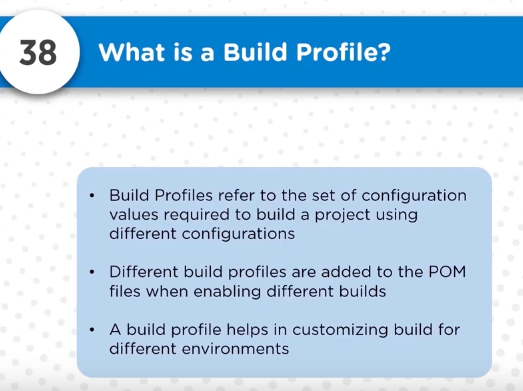 38
What is a Build Profile?
• Build Profiles refer to the set of configuration
values required to build a project using
different configurations
• Different build profiles are added to the POM
files when enabling different builds
• A build profile helps in customizing build for
different environments